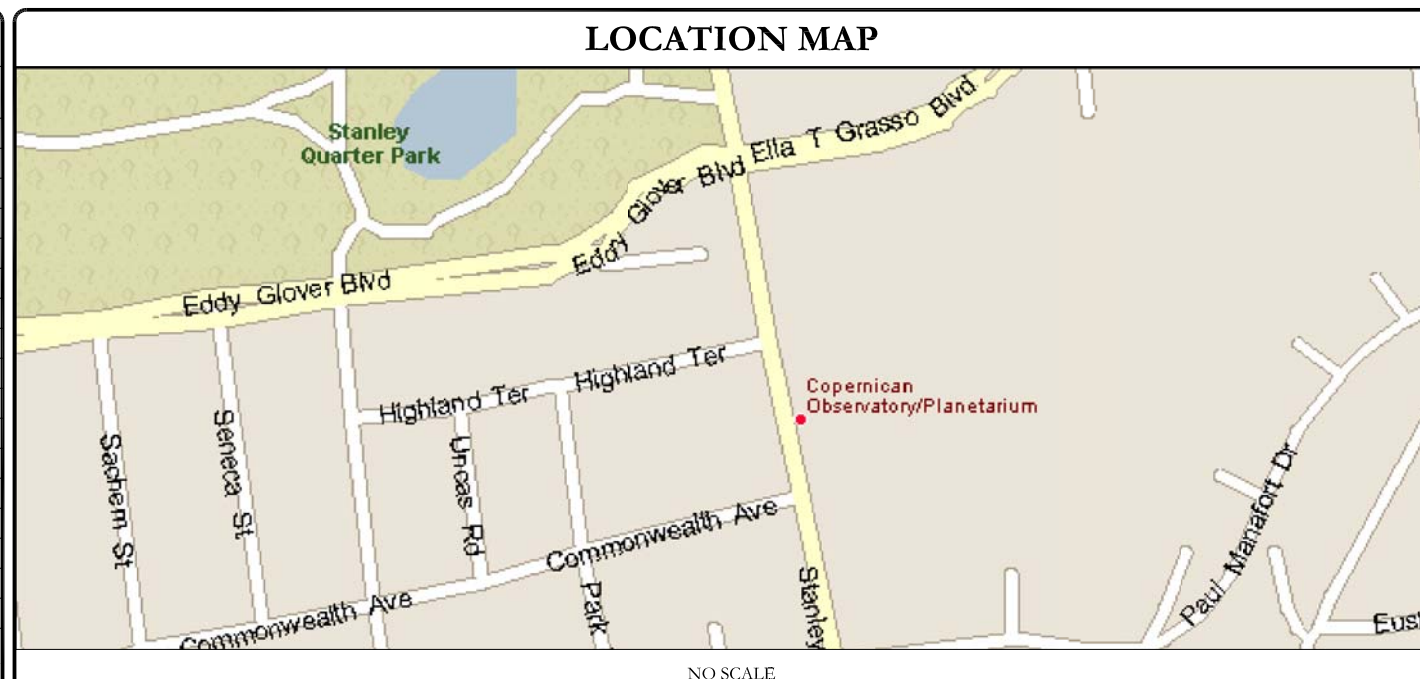 LOCATION MAP
Stanley
Quarter Park
Ella T Grasso Blvd
Eddy Glover Blvd
Eddy Glover Blvd
Highland Ter
Highland Ter
Copernican
Observatory/Planetarium
Sachem St
Seneca St
Uncas Rd
Commonwealth Ave
Commonwealth Ave
Park
Stanley
Paul Manafort Dr
Eus
NO SCALE